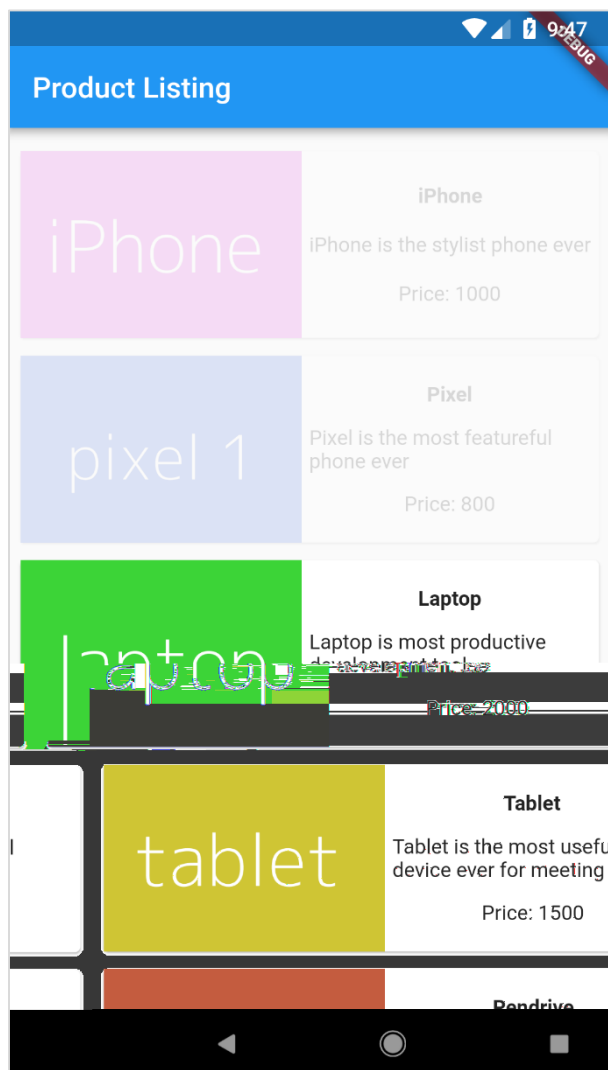 9:47
DEBUG
Product Listing
iPhone
iPhone
iPhone is the stylist phone ever
Price: 1000
pixel 1
Pixel
Pixel is the most featureful
phone ever
Price: 800
laptop
Laptop
Laptop is most productive
Price: 2000
tablet
Tablet
Tablet is the most usefu
device ever for meeting
Price: 1500
Pendrive